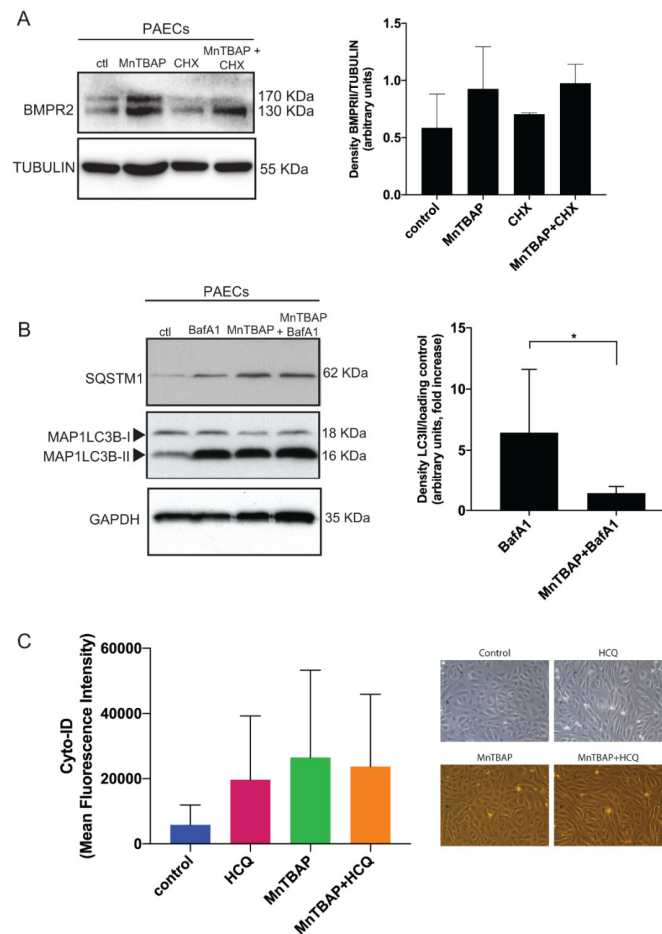 A
PAECs
ctl MnTBAP CHX MnTBAP + CHX
BMPR2
170 KDa
130 KDa
TUBULIN
55 KDa
Density BMPRII/TUBULIN
(arbitrary units)
1.5
1.0
0.5
0.0
control
MnTBAP
CHX
MnTBAP+CHX
B
PAECs
ctl BafA1 MnTBAP MnTBAP + BafA1
SQSTM1
62 KDa
MAP1LC3B-I
18 KDa
MAP1LC3B-II
16 KDa
GAPDH
35 KDa
Density LC3II/loading control
(arbitrary units, fold increase)
15
10
5
0
*
BafA1
MnTBAP+BafA1
C
Cyto-ID
(Mean Fluorescence Intensity)
60000
40000
20000
0
control
HCQ
MnTBAP
MnTBAP+HCQ
Control HCQ
MnTBAP MnTBAP+HCQ